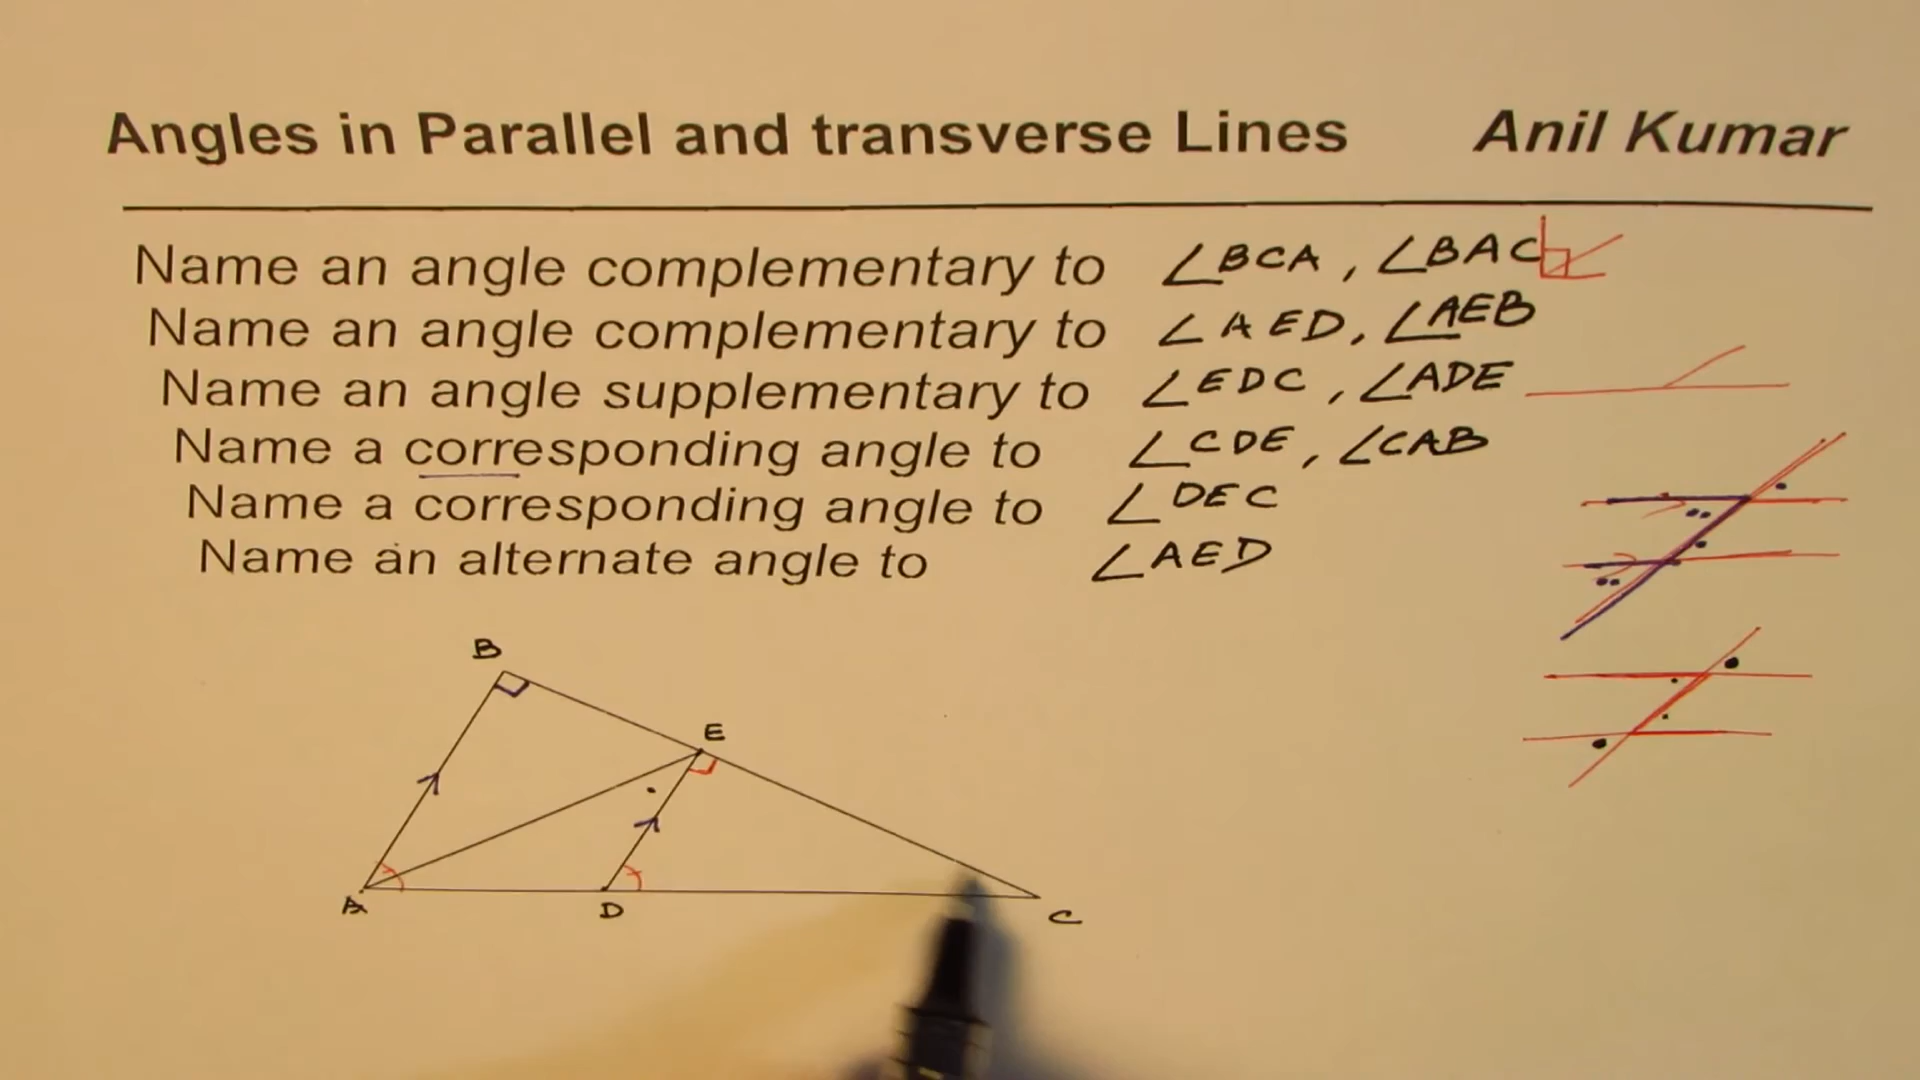 Angles in Parallel and transverse Lines Anil Kumar
Name an angle complementary to ∠BCA, ∠BAC
Name an angle complementary to ∠AED, ∠AEB
Name an angle supplementary to ∠EDC, ∠ADE
Name a corresponding angle to ∠CDE, ∠CAB
Name a corresponding angle to ∠DEC
Name an alternate angle to ∠AED
B
E
A
D
C